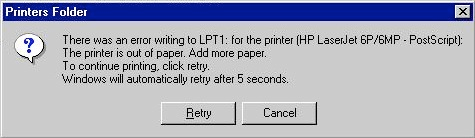 Printers Folder
There was an error writing to LPT1: for the printer (HP LaserJet 6P/6MP - PostScript):
The printer is out of paper. Add more paper.
To continue printing, click retry.
Windows will automatically retry after 5 seconds.
Retry Cancel